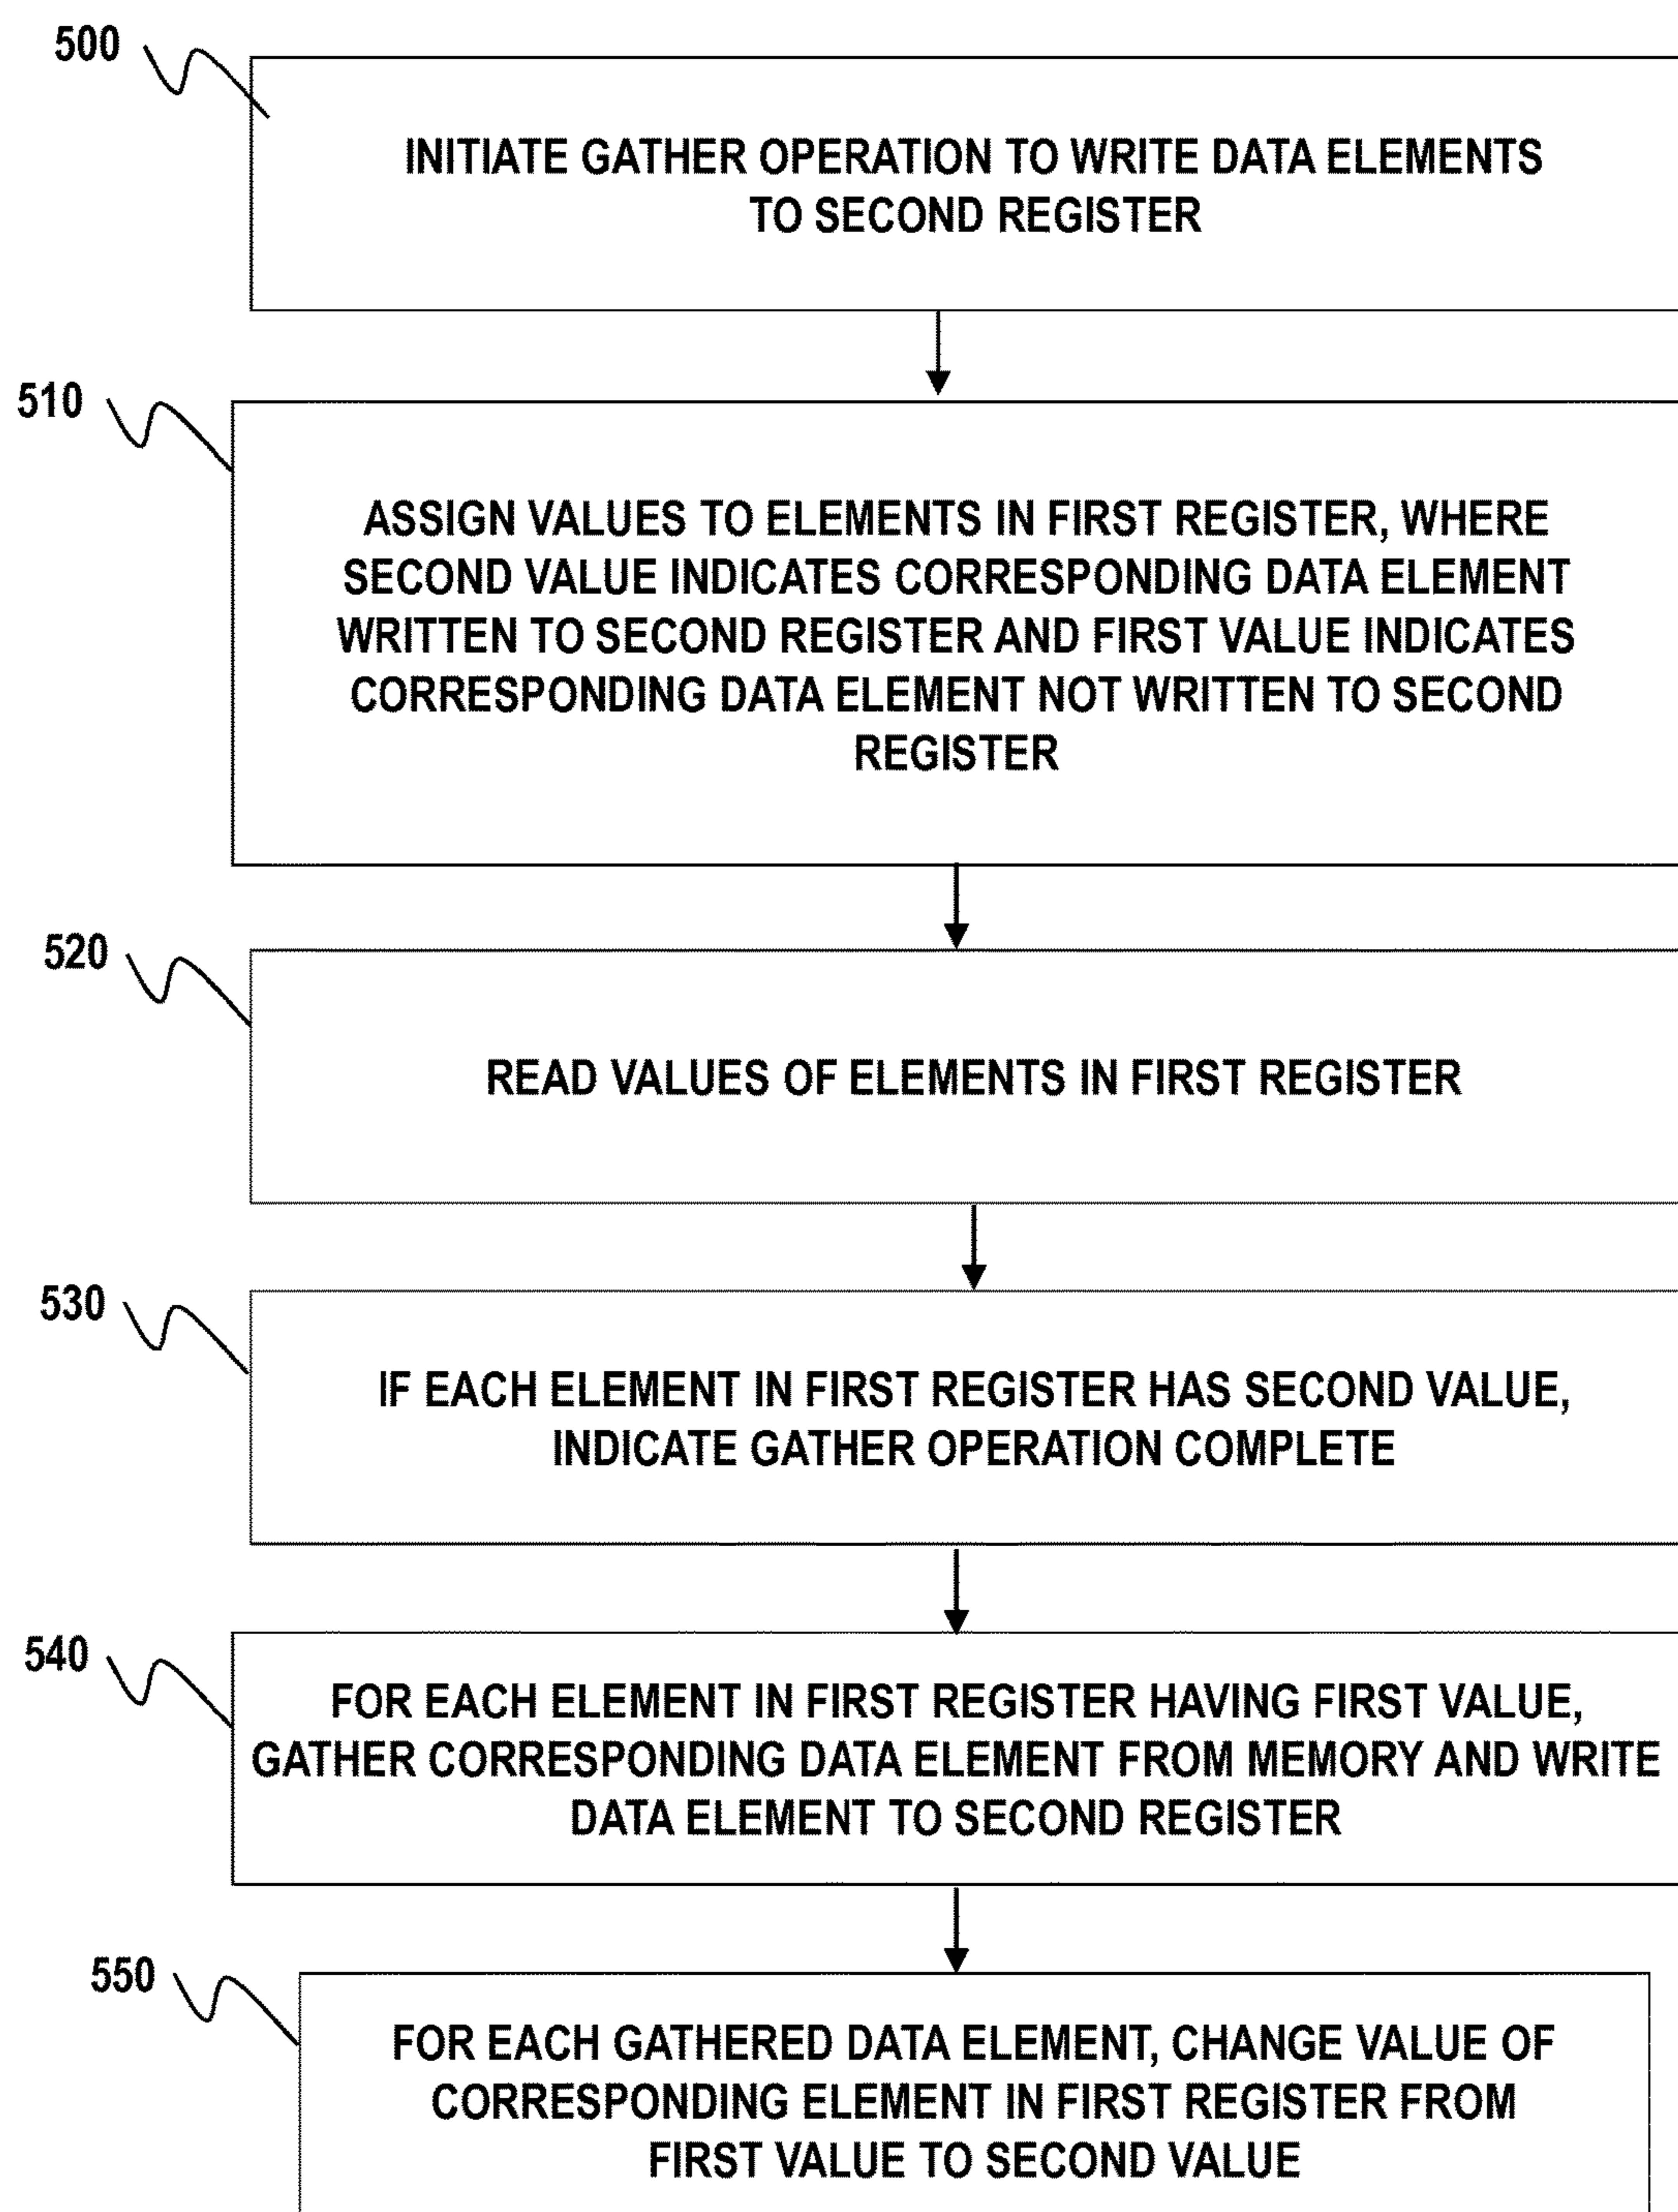 500
INITIATE GATHER OPERATION TO WRITE DATA ELEMENTS
TO SECOND REGISTER
510
ASSIGN VALUES TO ELEMENTS IN FIRST REGISTER, WHERE
SECOND VALUE INDICATES CORRESPONDING DATA ELEMENT
WRITTEN TO SECOND REGISTER AND FIRST VALUE INDICATES
CORRESPONDING DATA ELEMENT NOT WRITTEN TO SECOND
REGISTER
520
READ VALUES OF ELEMENTS IN FIRST REGISTER
530
IF EACH ELEMENT IN FIRST REGISTER HAS SECOND VALUE,
INDICATE GATHER OPERATION COMPLETE
540
FOR EACH ELEMENT IN FIRST REGISTER HAVING FIRST VALUE,
GATHER CORRESPONDING DATA ELEMENT FROM MEMORY AND WRITE
DATA ELEMENT TO SECOND REGISTER
550
FOR EACH GATHERED DATA ELEMENT, CHANGE VALUE OF
CORRESPONDING ELEMENT IN FIRST REGISTER FROM
FIRST VALUE TO SECOND VALUE